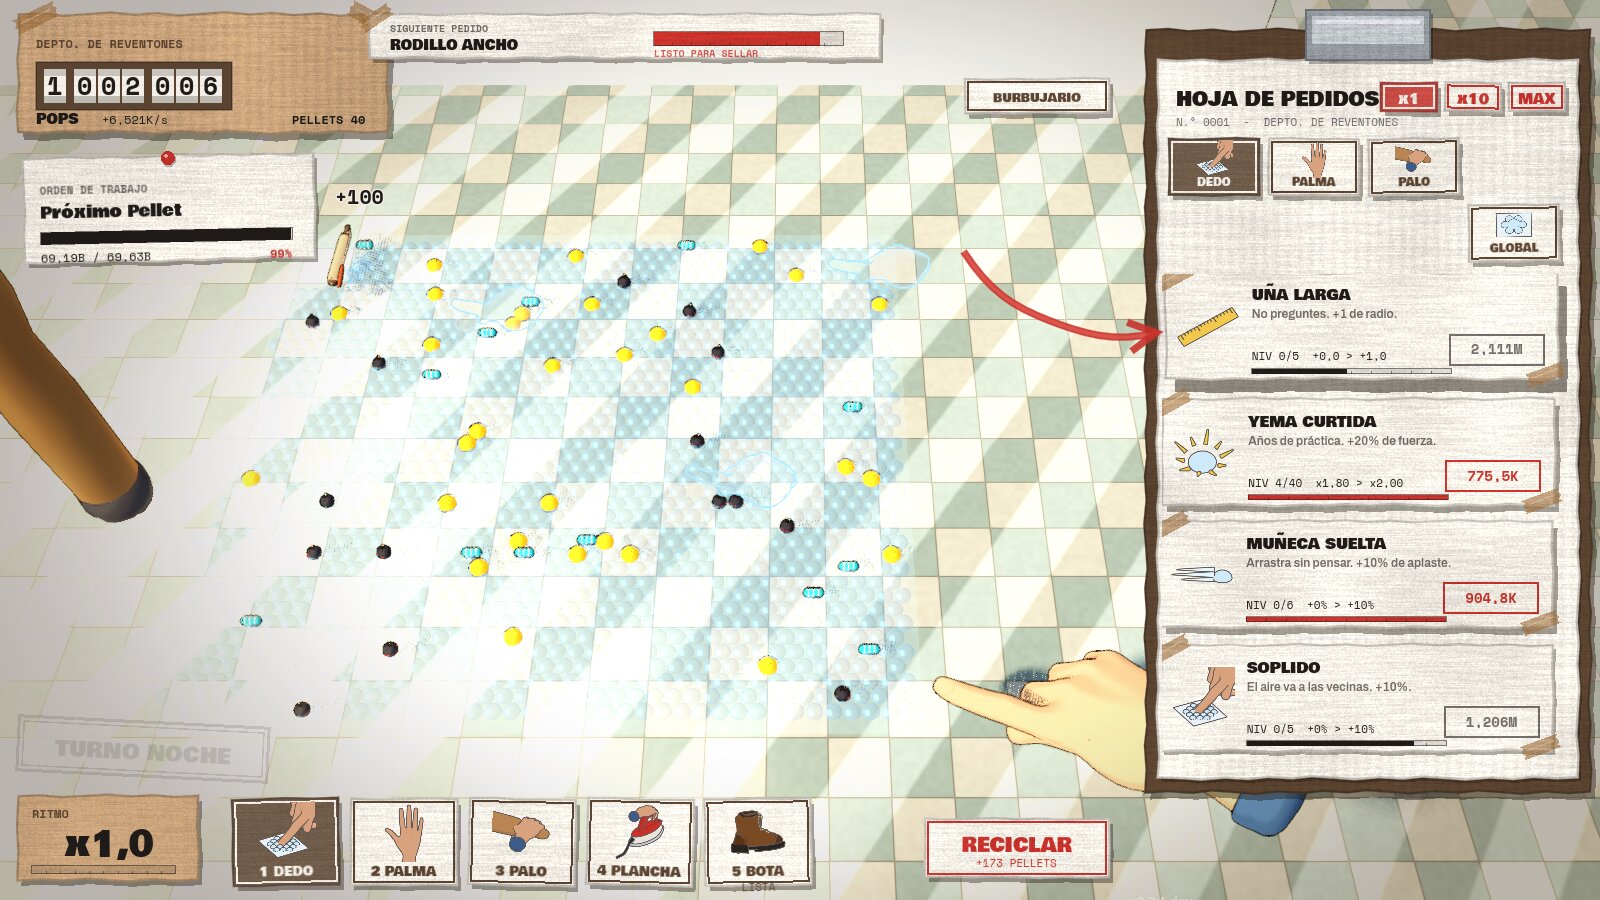 DEPTO. DE REVENTONES
1 002 006
POPS +6,521K/s PELLETS 40
SIGUIENTE PEDIDO
RODILLO ANCHO
LISTO PARA SELLAR
BURBUJARIO
ORDEN DE TRABAJO
Próximo Pellet
69,19B / 69,63B 99%
+100
HOJA DE PEDIDOS x1 x10 MAX
N.º 0001 - DEPTO. DE REVENTONES
DEDO PALMA PALO
GLOBAL
UÑA LARGA
No preguntes. +1 de radio.
NIV 0/5 +0,0 > +1,0 2,111M
YEMA CURTIDA
Años de práctica. +20% de fuerza.
NIV 4/40 x1,80 > x2,00 775,5K
MUÑECA SUELTA
Arrastra sin pensar. +10% de aplaste.
NIV 0/6 +0% > +10% 904,8K
SOPLIDO
El aire va a las vecinas. +10%.
NIV 0/5 +0% > +10% 1,206M
TURNO NOCHE
RITMO
x1,0
1 DEDO 2 PALMA 3 PALO 4 PLANCHA 5 BOTA
LISTA
RECICLAR
+173 PELLETS